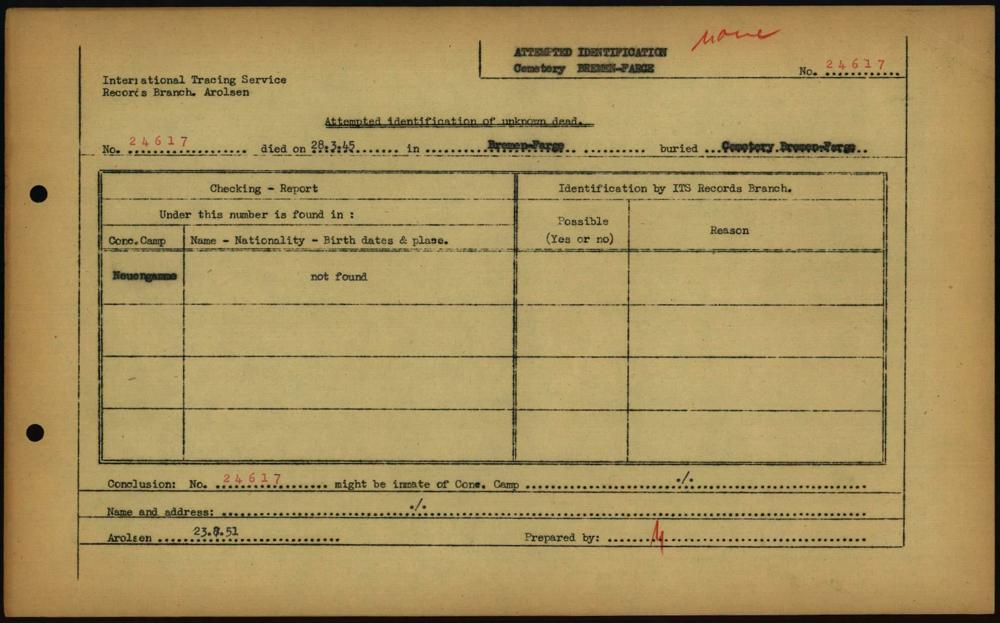 none
ATTEMPTED IDENTIFICATION
Cemetery BREMEN-FARGE
No. 24617
International Tracing Service
Records Branch. Arolsen
Attempted identification of unknown dead.
No. 24617 died on 28.3.45 in Bremen-Farge buried Cemetery Bremen-Farge
Checking - Report
Identification by ITS Records Branch.
Under this number is found in :
Possible
(Yes or no)
Reason
Conc.Camp
Name - Nationality - Birth dates & place.
Neuengamme
not found
Conclusion: No. 24617 might be inmate of Conc. Camp ./.
Name and address: ./.
Arolsen 23.8.51
Prepared by: